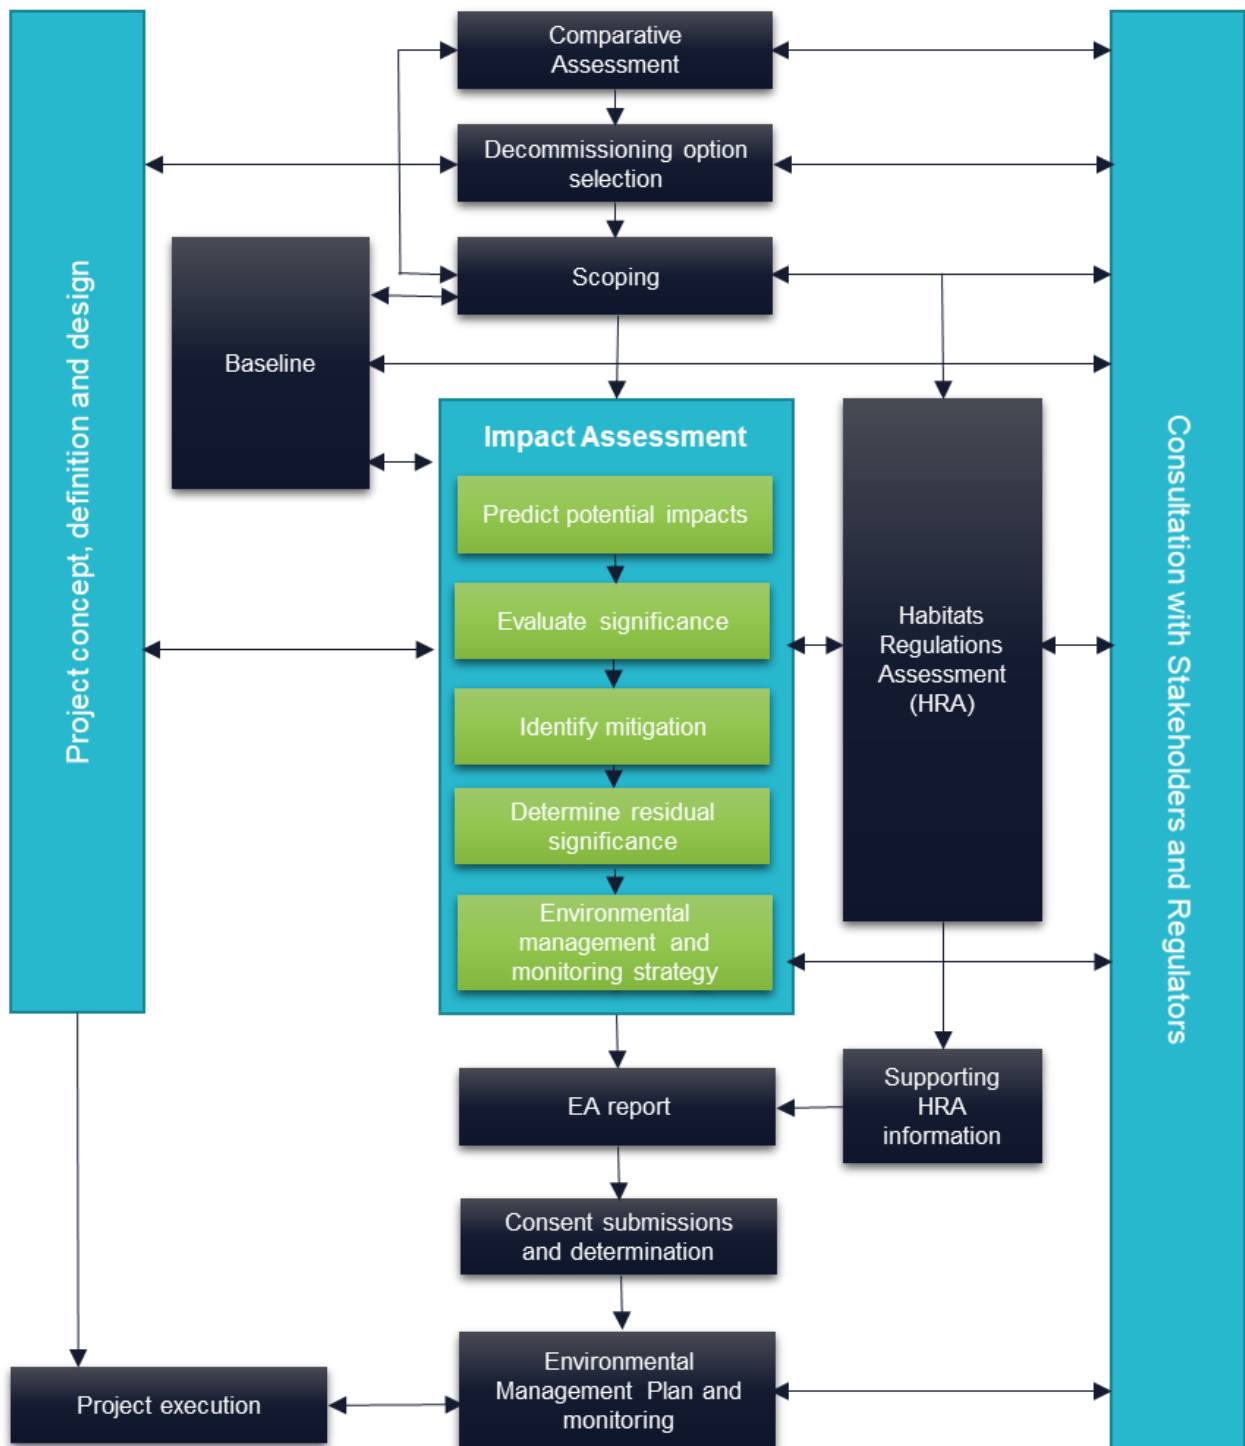 Comparative
Assessment
Decommissioning option
selection
Scoping
Project concept, definition and design
Baseline
Consultation with Stakeholders and Regulators
Impact Assessment
Predict potential impacts
Evaluate significance
Identify mitigation
Determine residual
significance
Environmental
management and
monitoring strategy
Habitats
Regulations
Assessment
(HRA)
EA report
Supporting
HRA
information
Consent submissions
and determination
Project execution
Environmental
Management Plan and
monitoring